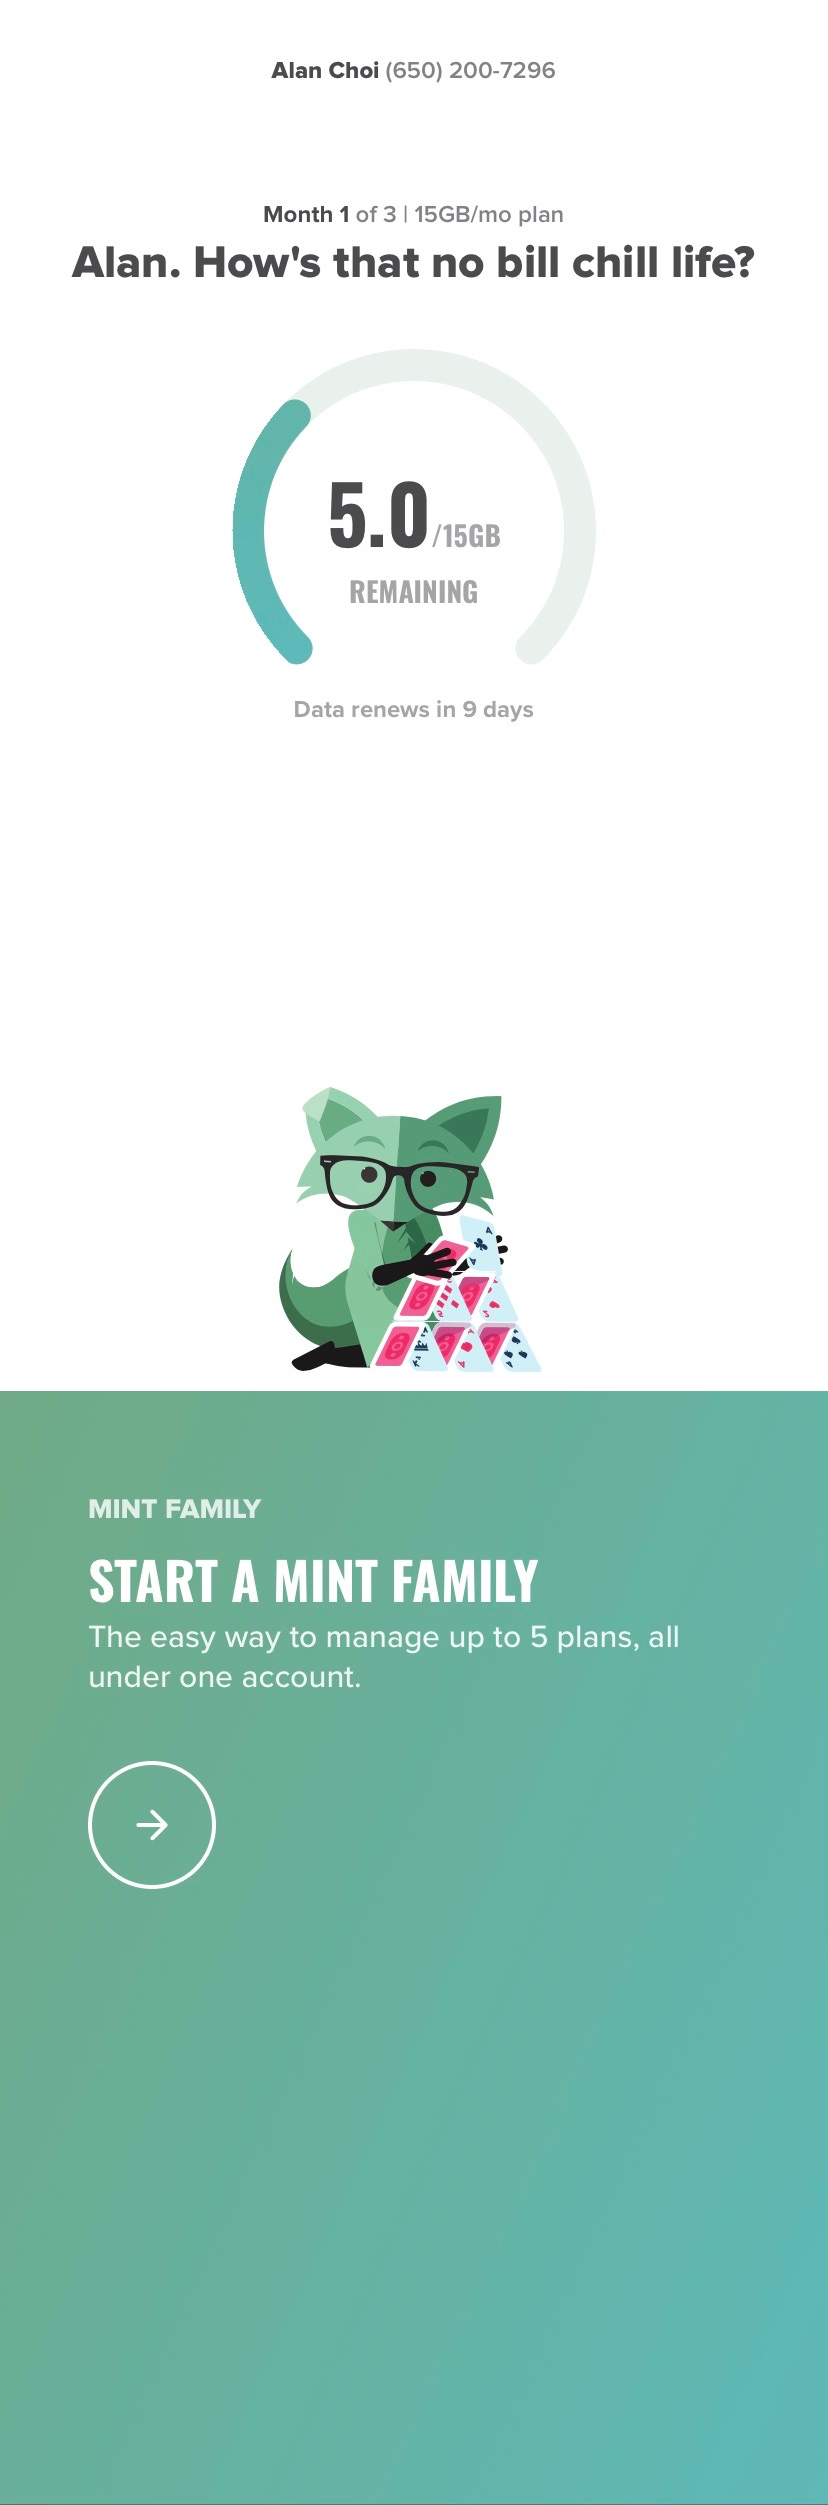 Alan Choi (650) 200-7296
Month 1 of 3 | 15GB/mo plan
Alan. How's that no bill chill life?
5.0/15GB
REMAINING
Data renews in 9 days
MINT FAMILY
START A MINT FAMILY
The easy way to manage up to 5 plans, all
under one account.